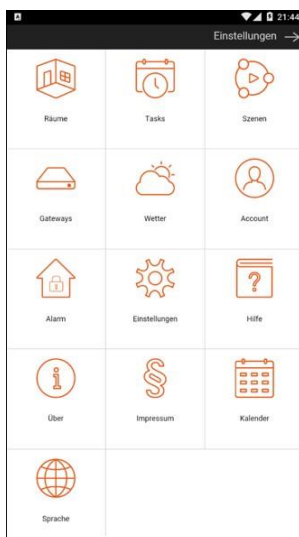 21:44
Einstellungen
Räume Tasks Szenen
Gateways Wetter Account
Alarm Einstellungen Hilfe
Über Impressum Kalender
Sprache